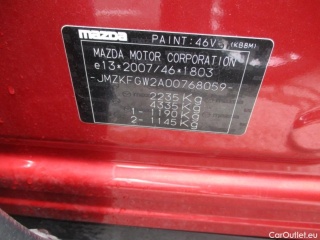 mazda PAINT:46V (K88M)
MAZDA MOTOR CORPORATION
e13*2007/46*1803
-JMZKFGW2A00768059-
2235 Kg
4335 Kg
1- 1190 Kg
2- 1145 Kg
CarOutlet.eu